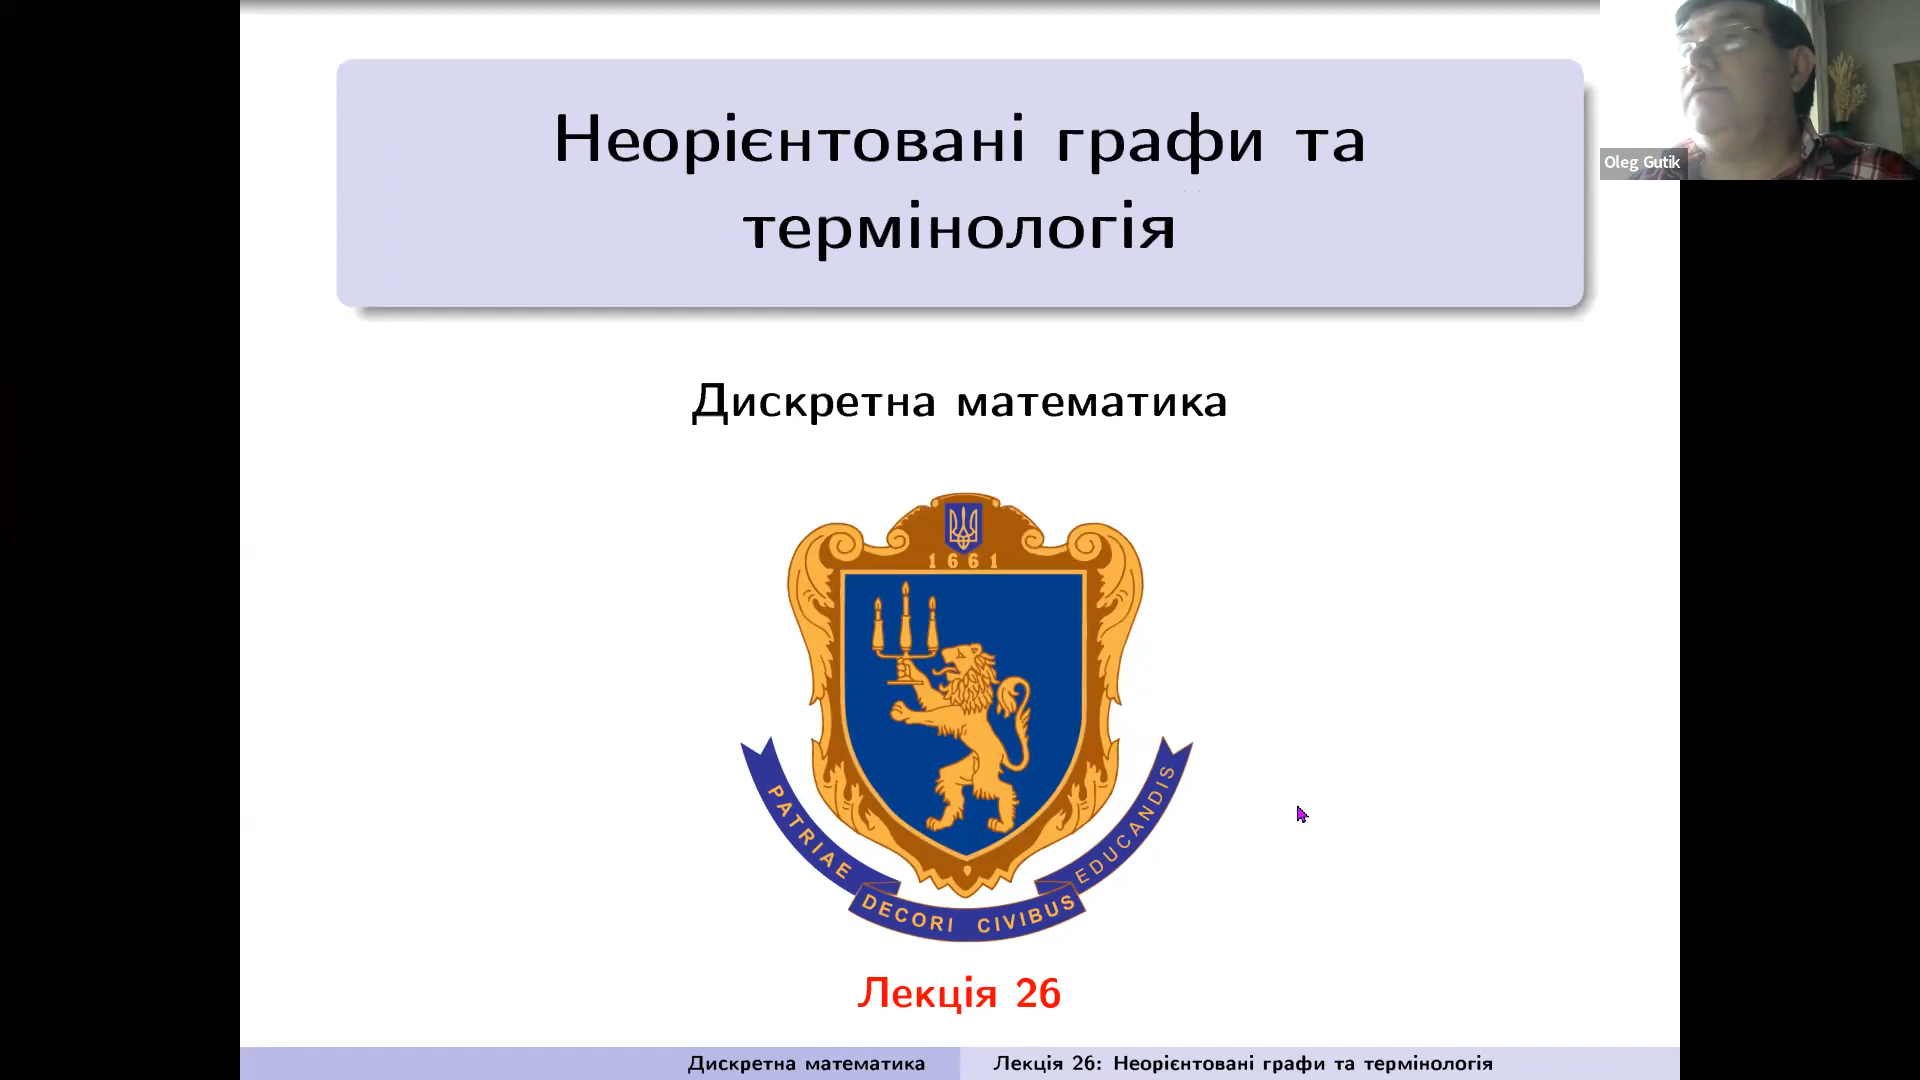 Неорієнтовані графи та
термінологія
Oleg Gutik
Дискретна математика
1661
PATRIAE DECORI CIVIBUS EDUCANDIS
Лекція 26
Дискретна математика
Лекція 26: Неорієнтовані графи та термінологія